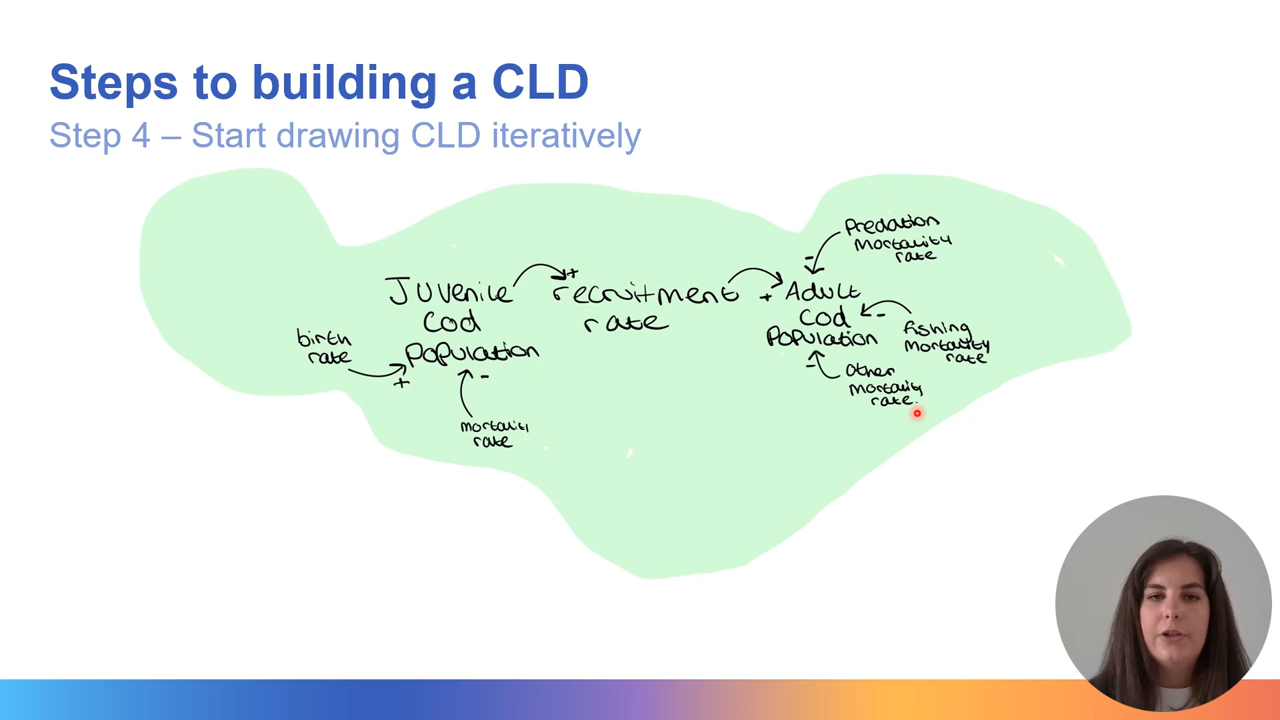 Steps to building a CLD
Step 4 – Start drawing CLD iteratively
Juvenile
Cod
Population
birth
rate
+
-
mortality
rate
+
recruitment
rate
+
Adult
Cod
Population
-
Predation
Mortality
rate
-
fishing
mortality
rate
-
Other
mortality
rate.